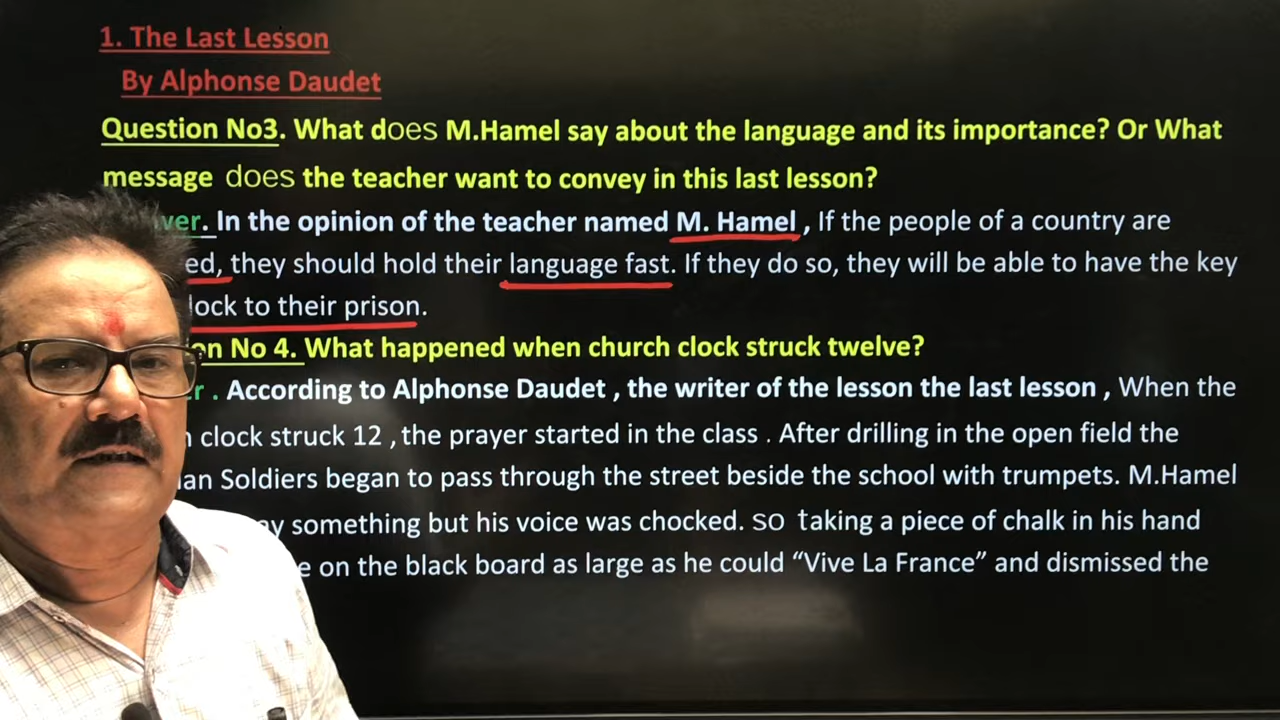 1. The Last Lesson
By Alphonse Daudet
Question No3. What does M.Hamel say about the language and its importance? Or What
message does the teacher want to convey in this last lesson?
In the opinion of the teacher named M. Hamel , If the people of a country are
they should hold their language fast. If they do so, they will be able to have the key
lock to their prison.
No 4. What happened when church clock struck twelve?
. According to Alphonse Daudet , the writer of the lesson the last lesson , When the
clock struck 12 , the prayer started in the class . After drilling in the open field the
Soldiers began to pass through the street beside the school with trumpets. M.Hamel
something but his voice was chocked. so taking a piece of chalk in his hand
on the black board as large as he could “Vive La France” and dismissed the